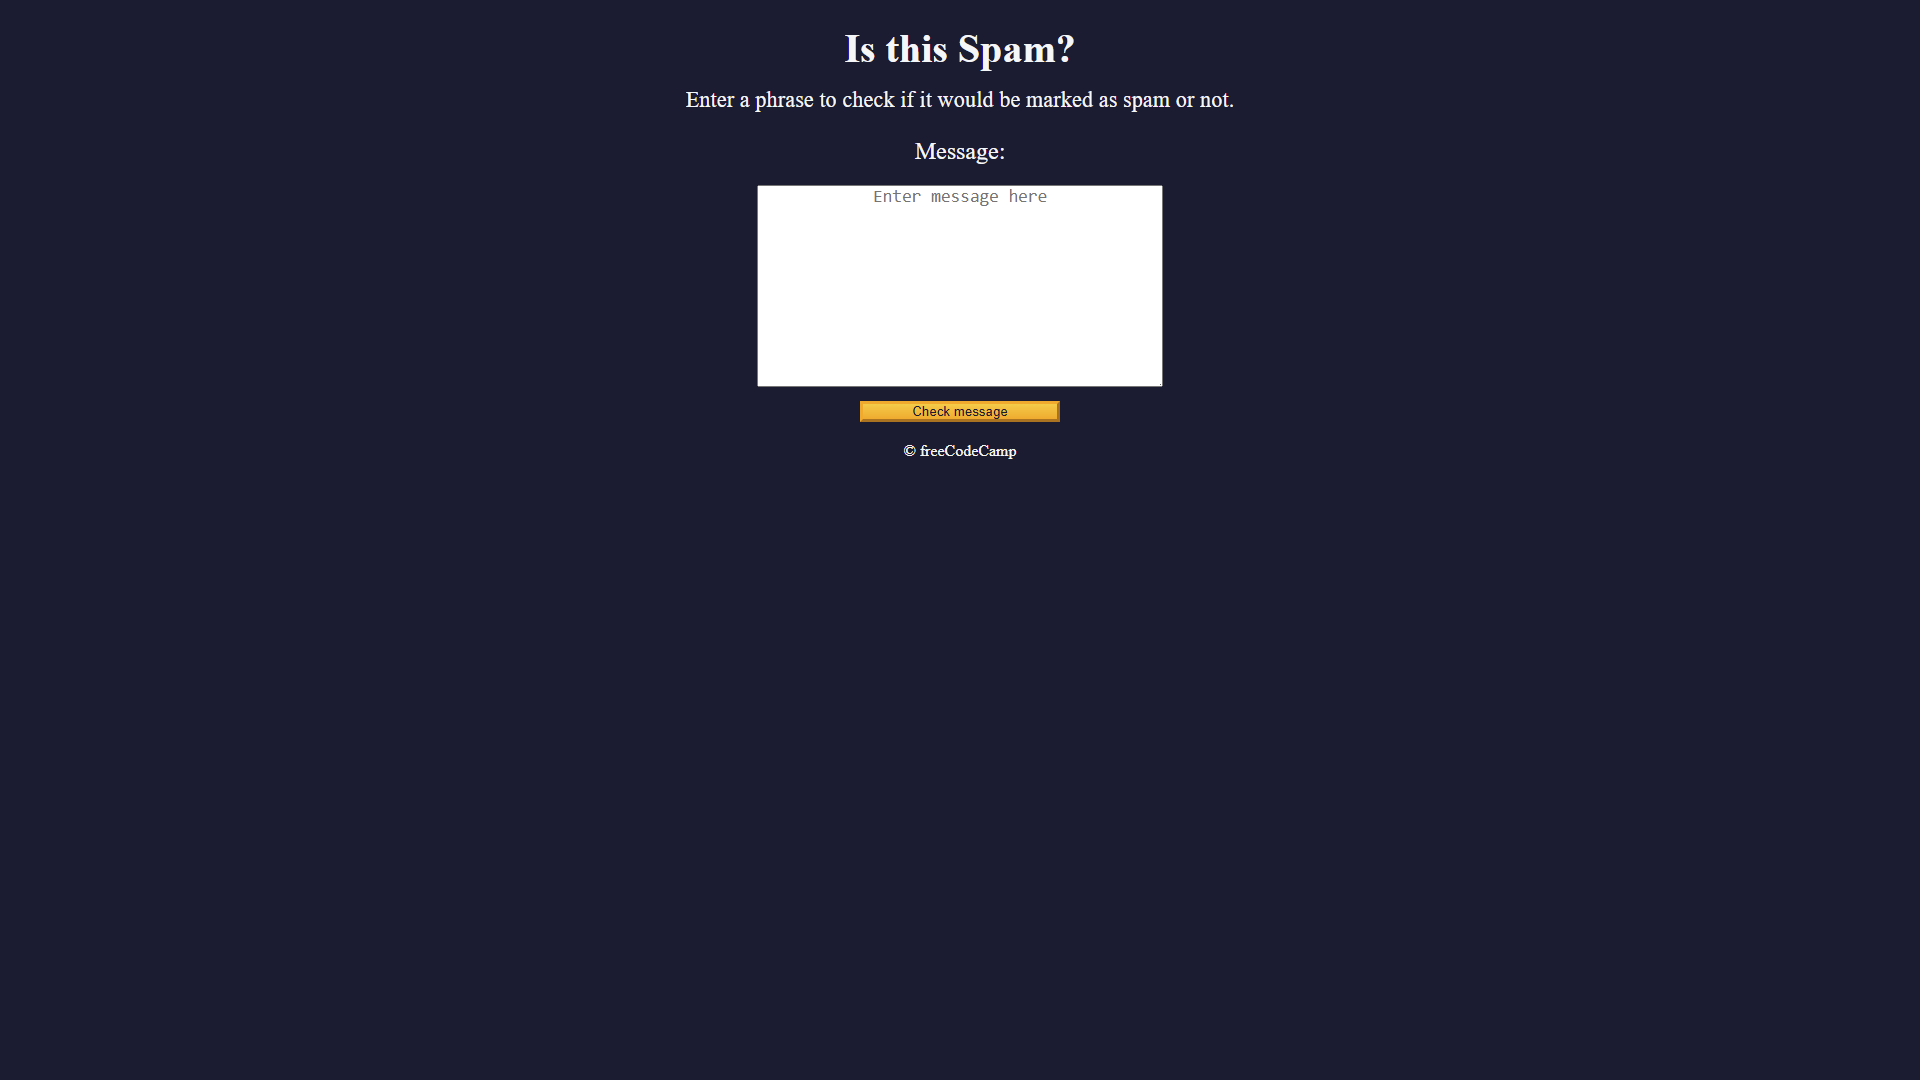 Is this Spam?
Enter a phrase to check if it would be marked as spam or not.
Message:
Enter message here
Check message
© freeCodeCamp